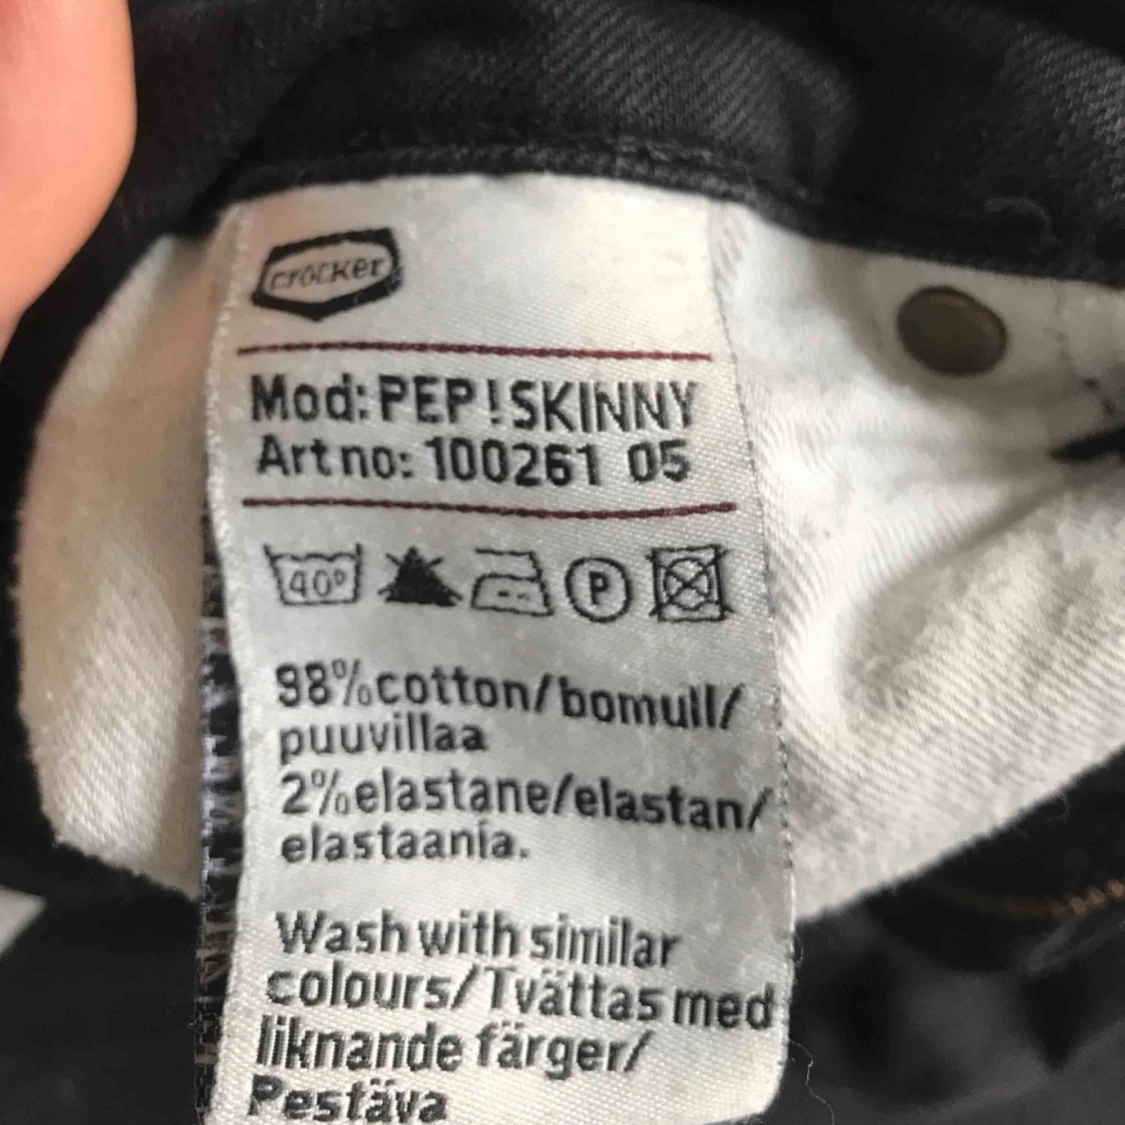 crocker
Mod: PEP!SKINNY
Art no: 100261 05
40°
P
98% cotton/bomull/
puuvillaa
2% elastane/elastan/
elastaania.
Wash with similar
colours/Tvättas med
liknande färger/
Pestävä